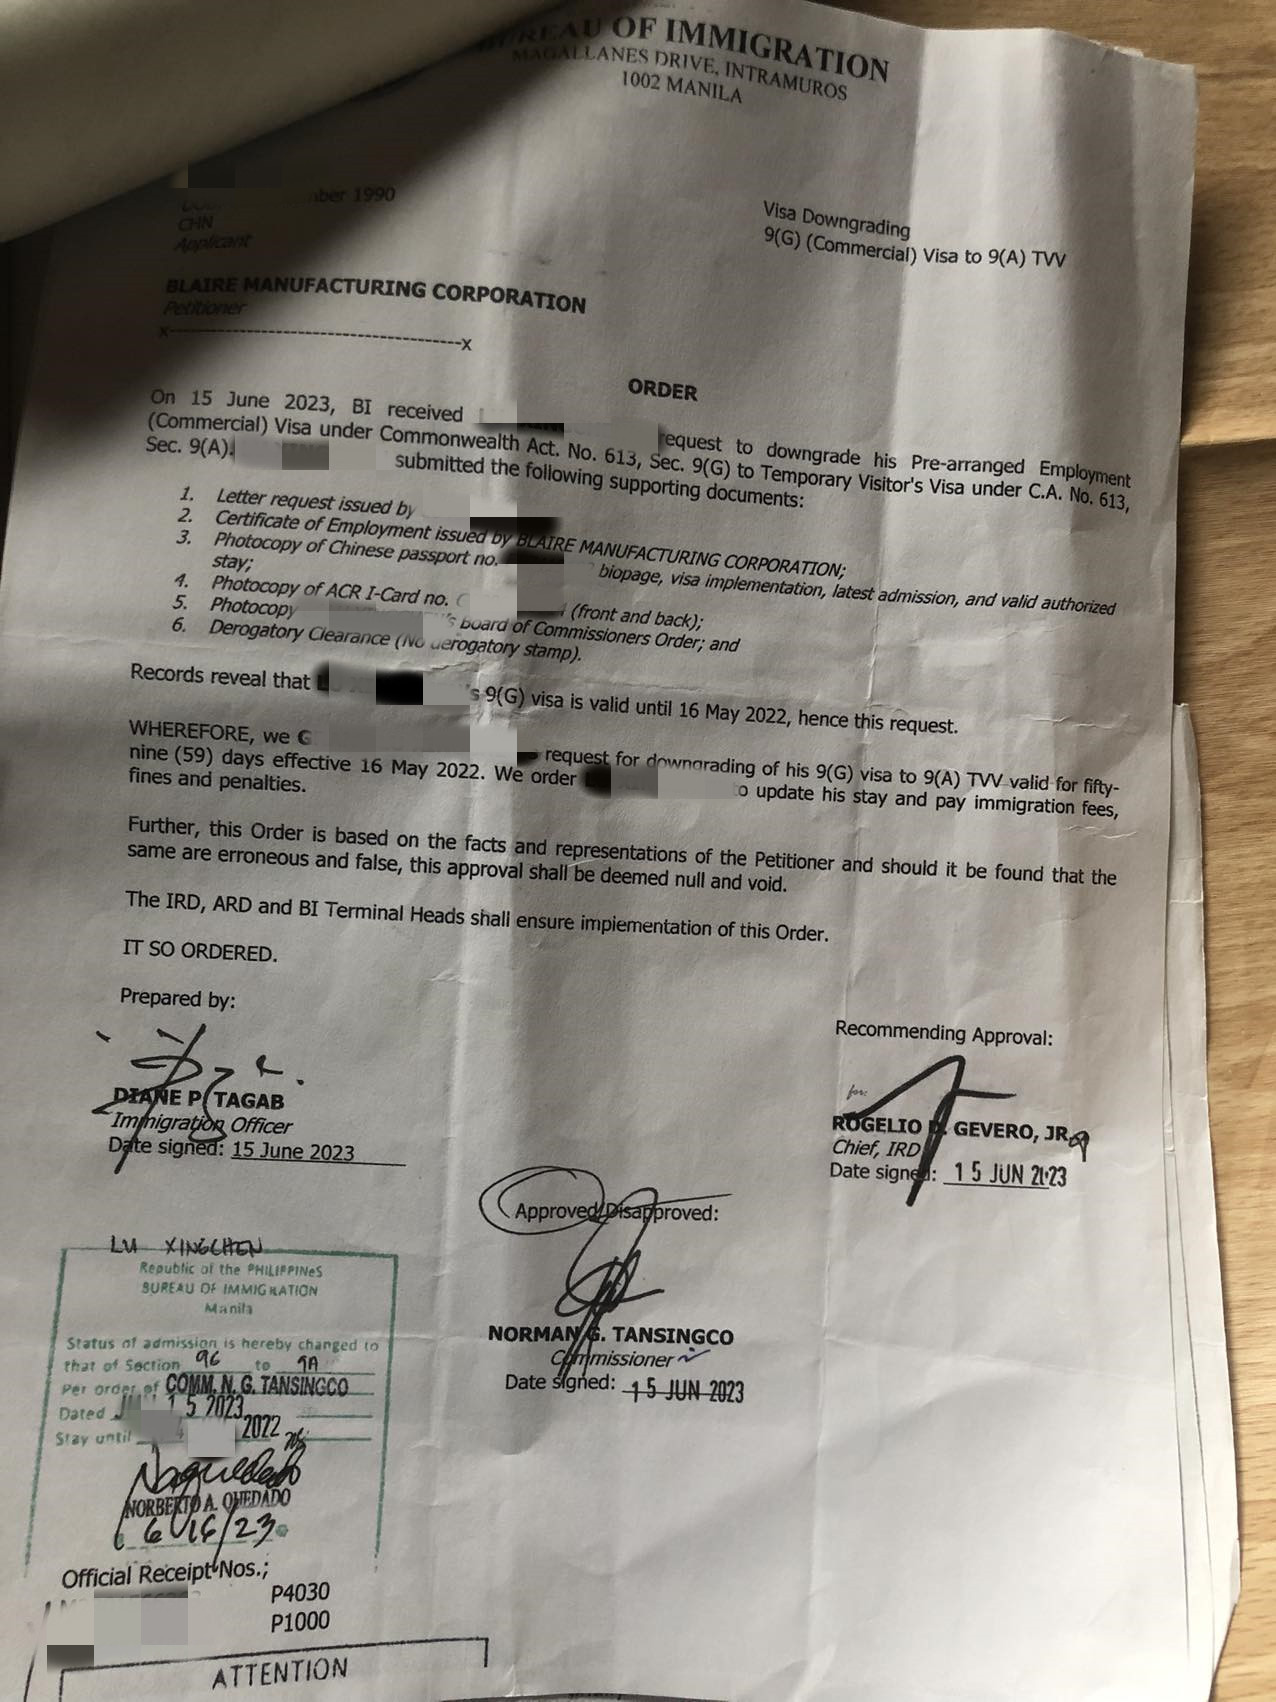 BUREAU OF IMMIGRATION
MAGALLANES DRIVE, INTRAMUROS
1002 MANILA
1990
CHN
Applicant
Visa Downgrading
9(G) (Commercial) Visa to 9(A) TVV
BLAIRE MANUFACTURING CORPORATION
Petitioner
x--------------------------------------x
ORDER
On 15 June 2023, BI received request to downgrade his Pre-arranged Employment
(Commercial) Visa under Commonwealth Act. No. 613, Sec. 9(G) to Temporary Visitor's Visa under C.A. No. 613,
Sec. 9(A). submitted the following supporting documents:
1. Letter request issued by
2. Certificate of Employment issued by BLAIRE MANUFACTURING CORPORATION;
3. Photocopy of Chinese passport no. biopage, visa implementation, latest admission, and valid authorized
stay;
4. Photocopy of ACR I-Card no. (front and back);
5. Photocopy 's Board of Commissioners Order; and
6. Derogatory Clearance (No derogatory stamp).
Records reveal that 's 9(G) visa is valid until 16 May 2022, hence this request.
WHEREFORE, we request for downgrading of his 9(G) visa to 9(A) TVV valid for fifty-
nine (59) days effective 16 May 2022. We order to update his stay and pay immigration fees,
fines and penalties.
Further, this Order is based on the facts and representations of the Petitioner and should it be found that the
same are erroneous and false, this approval shall be deemed null and void.
The IRD, ARD and BI Terminal Heads shall ensure implementation of this Order.
IT SO ORDERED.
Prepared by:
DIANE P. TAGAB
Immigration Officer
Date signed: 15 June 2023
Recommending Approval:
for:
ROGELIO D. GEVERO, JR.
Chief, IRD
Date signed: 15 JUN 2023
Approved/Disapproved:
NORMAN G. TANSINGCO
Commissioner
Date signed: 15 JUN 2023
LU XINGCHEN
Republic of the PHILIPPINES
BUREAU OF IMMIGRATION
Manila
Status of admission is hereby changed to
that of Section 9G to 9A
Per order of COMM. N. G. TANSINGCO
Dated JUN 15 2023
Stay until 2022
NORBERTO A. QUEDADO
6/16/23
Official Receipt Nos.;
P4030
P1000
ATTENTION